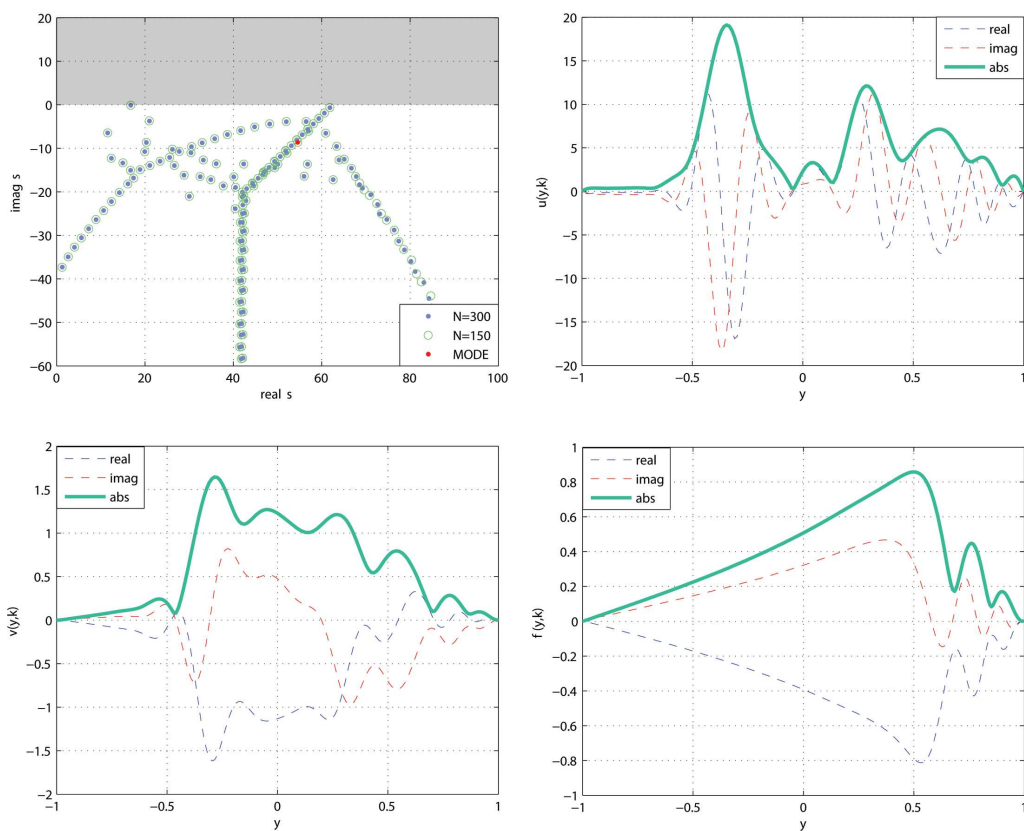 20
10
0
−10
−20
−30
−40
−50
−60
0 20 40 60 80 100
imag s
real s
N=300
N=150
MODE
20
15
10
5
0
−5
−10
−15
−20
−1 −0.5 0 0.5 1
u(y,k)
y
real
imag
abs
2
1.5
1
0.5
0
−0.5
−1
−1.5
−2
−1 −0.5 0 0.5 1
v(y,k)
y
real
imag
abs
1
0.8
0.6
0.4
0.2
0
−0.2
−0.4
−0.6
−0.8
−1
−1 −0.5 0 0.5 1
f (y,k)
y
real
imag
abs